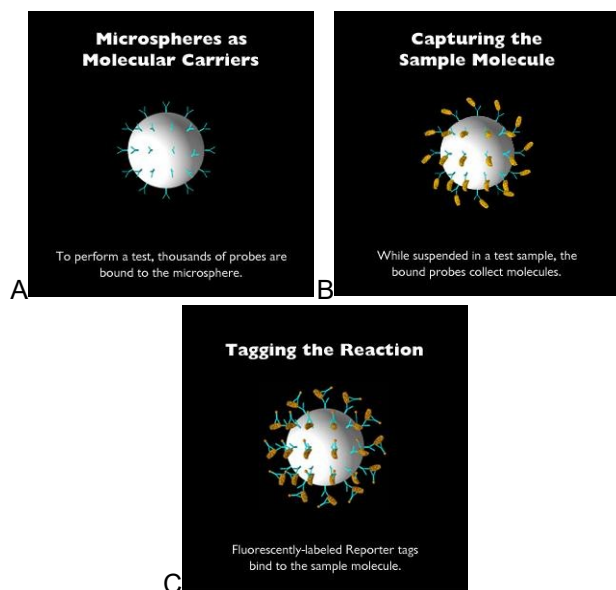 Microspheres as
Molecular Carriers
To perform a test, thousands of probes are
bound to the microsphere.
A
Capturing the
Sample Molecule
While suspended in a test sample, the
bound probes collect molecules.
B
Tagging the Reaction
Fluorescently-labeled Reporter tags
bind to the sample molecule.
C